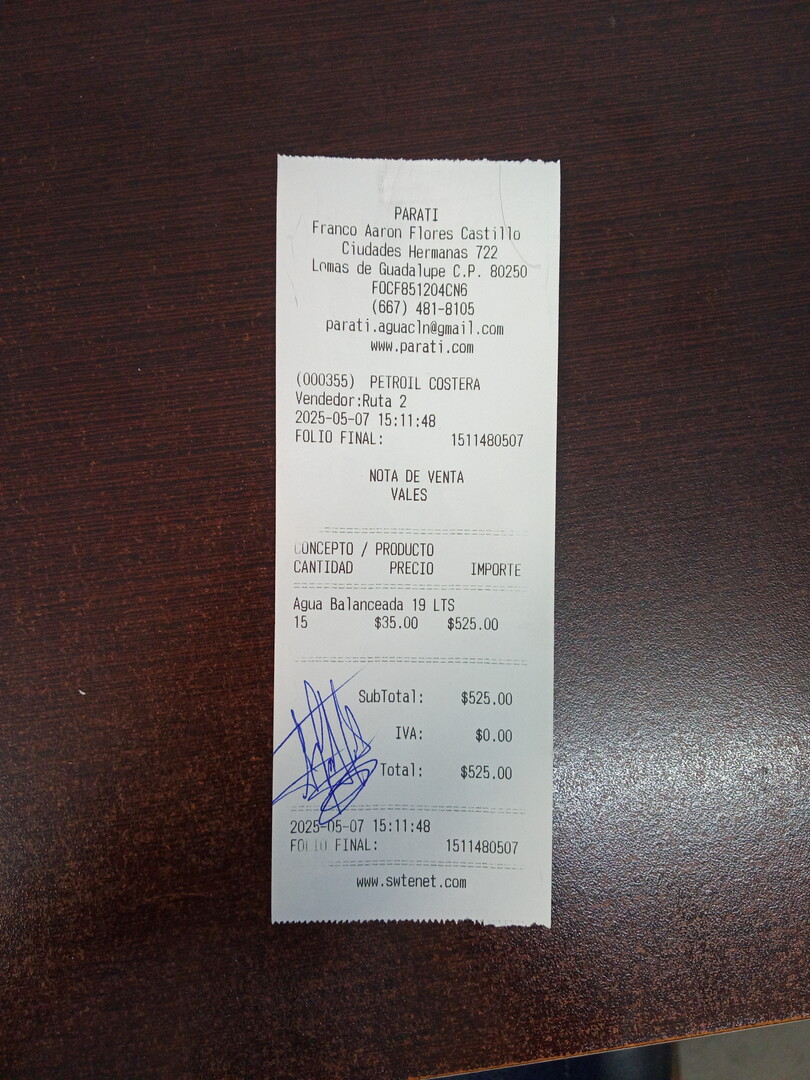 PARATI
Franco Aaron Flores Castillo
Ciudades Hermanas 722
Lomas de Guadalupe C.P. 80250
FOCF851204CN6
(667) 481-8105
parati.aguacln@gmail.com
www.parati.com
(000355) PETROIL COSTERA
Vendedor:Ruta 2
2025-05-07 15:11:48
FOLIO FINAL: 1511480507
NOTA DE VENTA
VALES
CONCEPTO / PRODUCTO
CANTIDAD PRECIO IMPORTE
Agua Balanceada 19 LTS
15 $35.00 $525.00
SubTotal: $525.00
IVA: $0.00
Total: $525.00
2025-05-07 15:11:48
FOLIO FINAL: 1511480507
www.swtenet.com